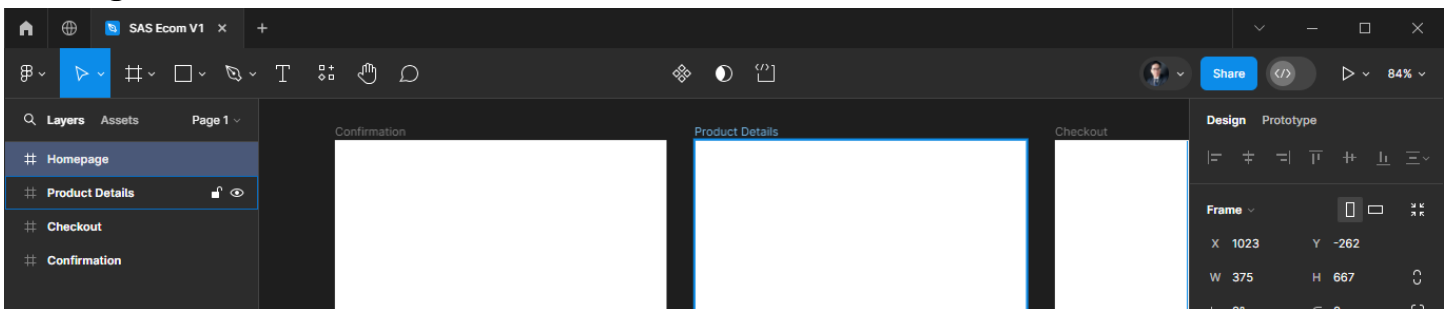 SAS Ecom V1
Share
84%
Layers Assets Page 1
Homepage
Product Details
Checkout
Confirmation
Confirmation
Product Details
Checkout
Design Prototype
Frame
X 1023 Y -262
W 375 H 667